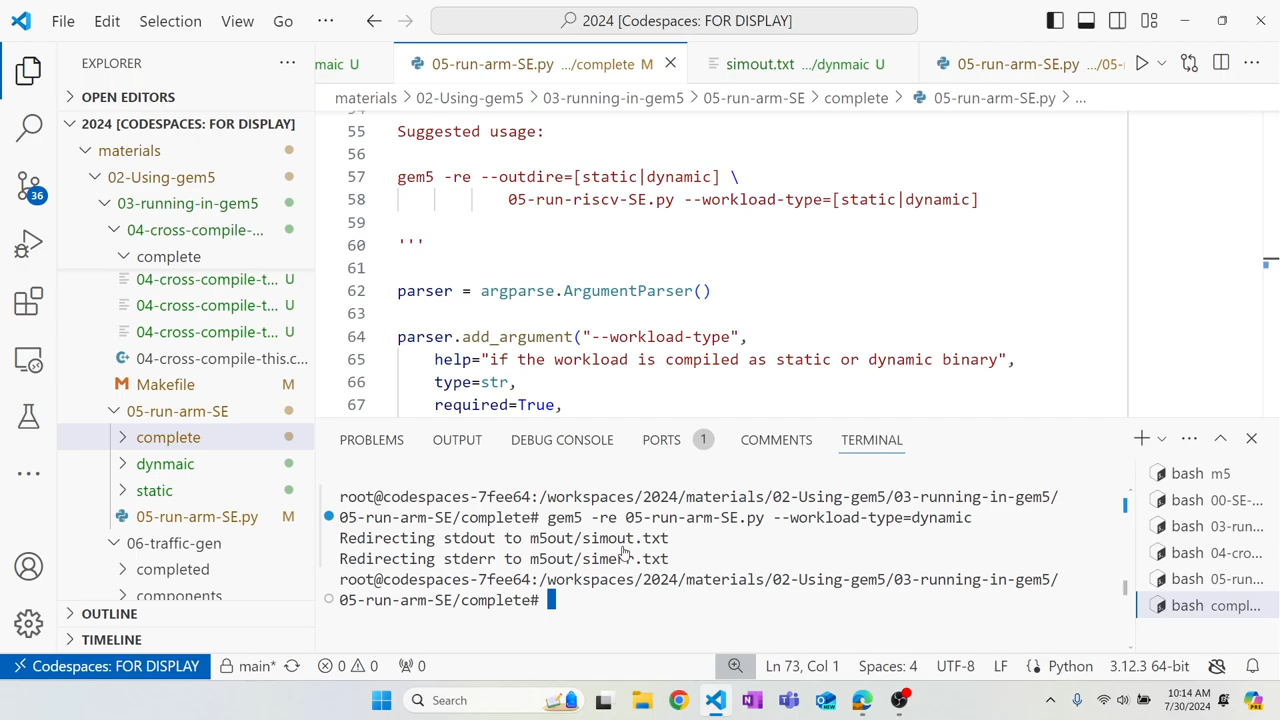 File Edit Selection View Go ··· 2024 [Codespaces: FOR DISPLAY]
EXPLORER ···
maic U 05-run-arm-SE.py .../complete M simout.txt .../dynmaic U 05-run-arm-SE.py .../05-
OPEN EDITORS
materials > 02-Using-gem5 > 03-running-in-gem5 > 05-run-arm-SE > complete > 05-run-arm-SE.py > ...
2024 [CODESPACES: FOR DISPLAY]
materials
02-Using-gem5
03-running-in-gem5
04-cross-compile-...
complete
04-cross-compile-t... U
04-cross-compile-t... U
04-cross-compile-t... U
04-cross-compile-this.c...
Makefile M
05-run-arm-SE
complete
dynmaic
static
05-run-arm-SE.py M
06-traffic-gen
completed
components
OUTLINE
TIMELINE
36
55 Suggested usage:
56
57 gem5 -re --outdire=[static|dynamic] \
58 05-run-riscv-SE.py --workload-type=[static|dynamic]
59
60 '''
61
62 parser = argparse.ArgumentParser()
63
64 parser.add_argument("--workload-type",
65 help="if the workload is compiled as static or dynamic binary",
66 type=str,
67 required=True,
PROBLEMS OUTPUT DEBUG CONSOLE PORTS 1 COMMENTS TERMINAL
root@codespaces-7fee64:/workspaces/2024/materials/02-Using-gem5/03-running-in-gem5/
05-run-arm-SE/complete# gem5 -re 05-run-arm-SE.py --workload-type=dynamic
Redirecting stdout to m5out/simout.txt
Redirecting stderr to m5out/simerr.txt
root@codespaces-7fee64:/workspaces/2024/materials/02-Using-gem5/03-running-in-gem5/
05-run-arm-SE/complete#
bash m5
bash 00-SE-...
bash 03-run...
bash 04-cro...
bash 05-run...
bash compl...
Codespaces: FOR DISPLAY main* 0 0 0 Ln 73, Col 1 Spaces: 4 UTF-8 LF Python 3.12.3 64-bit
Search
10:14 AM
7/30/2024